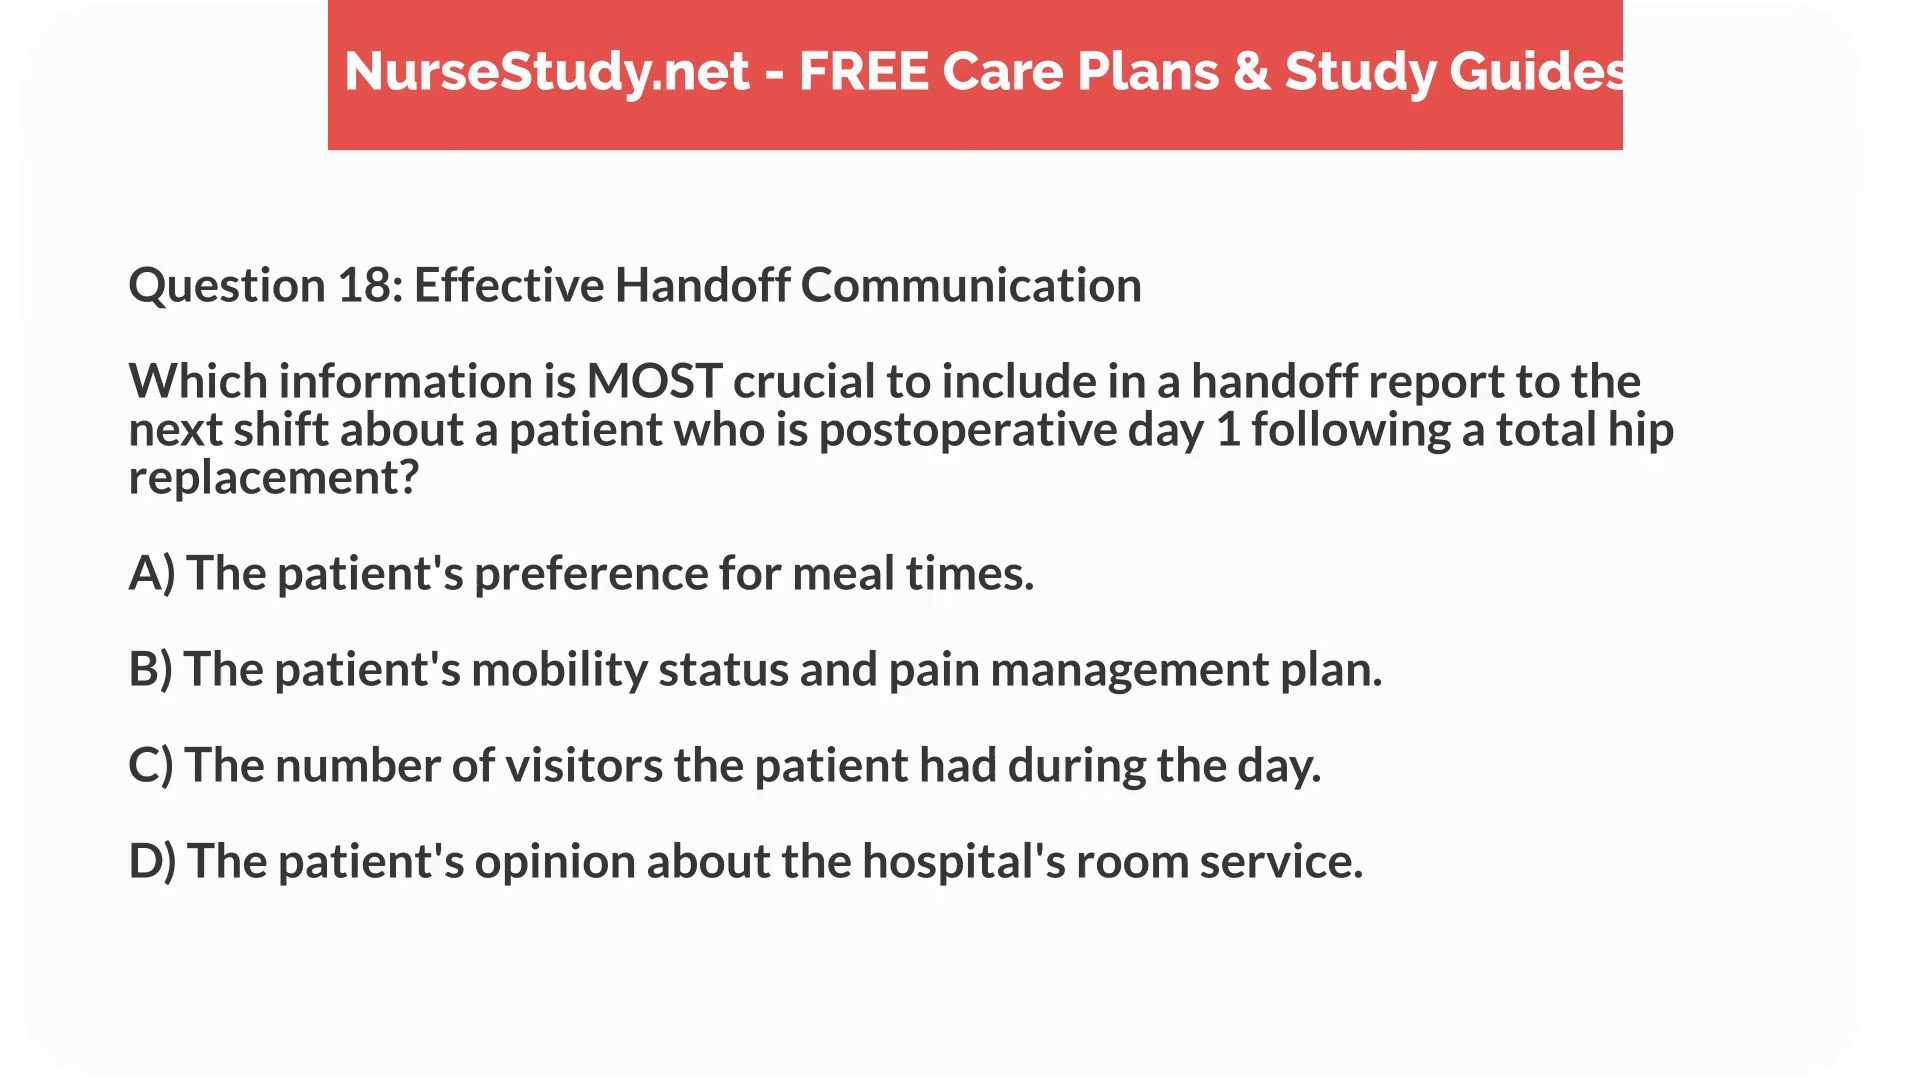 NurseStudy.net - FREE Care Plans & Study Guides
Question 18: Effective Handoff Communication
Which information is MOST crucial to include in a handoff report to the
next shift about a patient who is postoperative day 1 following a total hip
replacement?
A) The patient's preference for meal times.
B) The patient's mobility status and pain management plan.
C) The number of visitors the patient had during the day.
D) The patient's opinion about the hospital's room service.